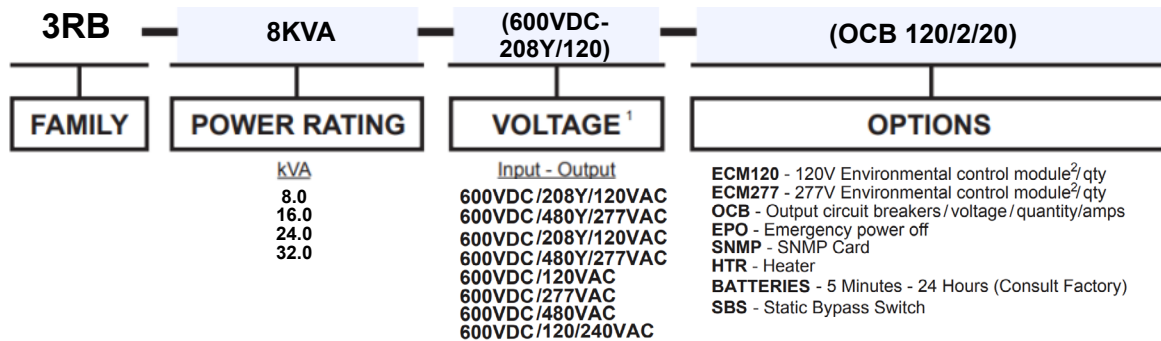 3RB
8KVA
(600VDC-
208Y/120)
(OCB 120/2/20)
FAMILY
POWER RATING
VOLTAGE 1
OPTIONS
kVA
8.0
16.0
24.0
32.0
Input - Output
600VDC/208Y/120VAC
600VDC/480Y/277VAC
600VDC/208Y/120VAC
600VDC/480Y/277VAC
600VDC/120VAC
600VDC/277VAC
600VDC/480VAC
600VDC/120/240VAC
ECM120 - 120V Environmental control module2/qty
ECM277 - 277V Environmental control module2/qty
OCB - Output circuit breakers/voltage/quantity/amps
EPO - Emergency power off
SNMP - SNMP Card
HTR - Heater
BATTERIES - 5 Minutes - 24 Hours (Consult Factory)
SBS - Static Bypass Switch